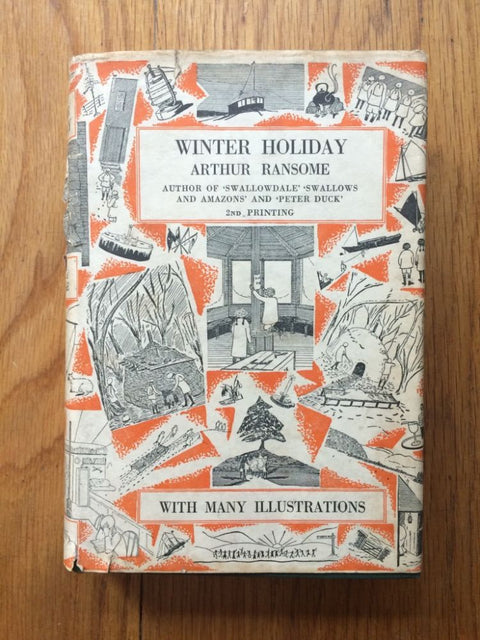 WINTER HOLIDAY
ARTHUR RANSOME
AUTHOR OF 'SWALLOWDALE' 'SWALLOWS
AND AMAZONS' AND 'PETER DUCK'
2ND PRINTING
WITH MANY ILLUSTRATIONS